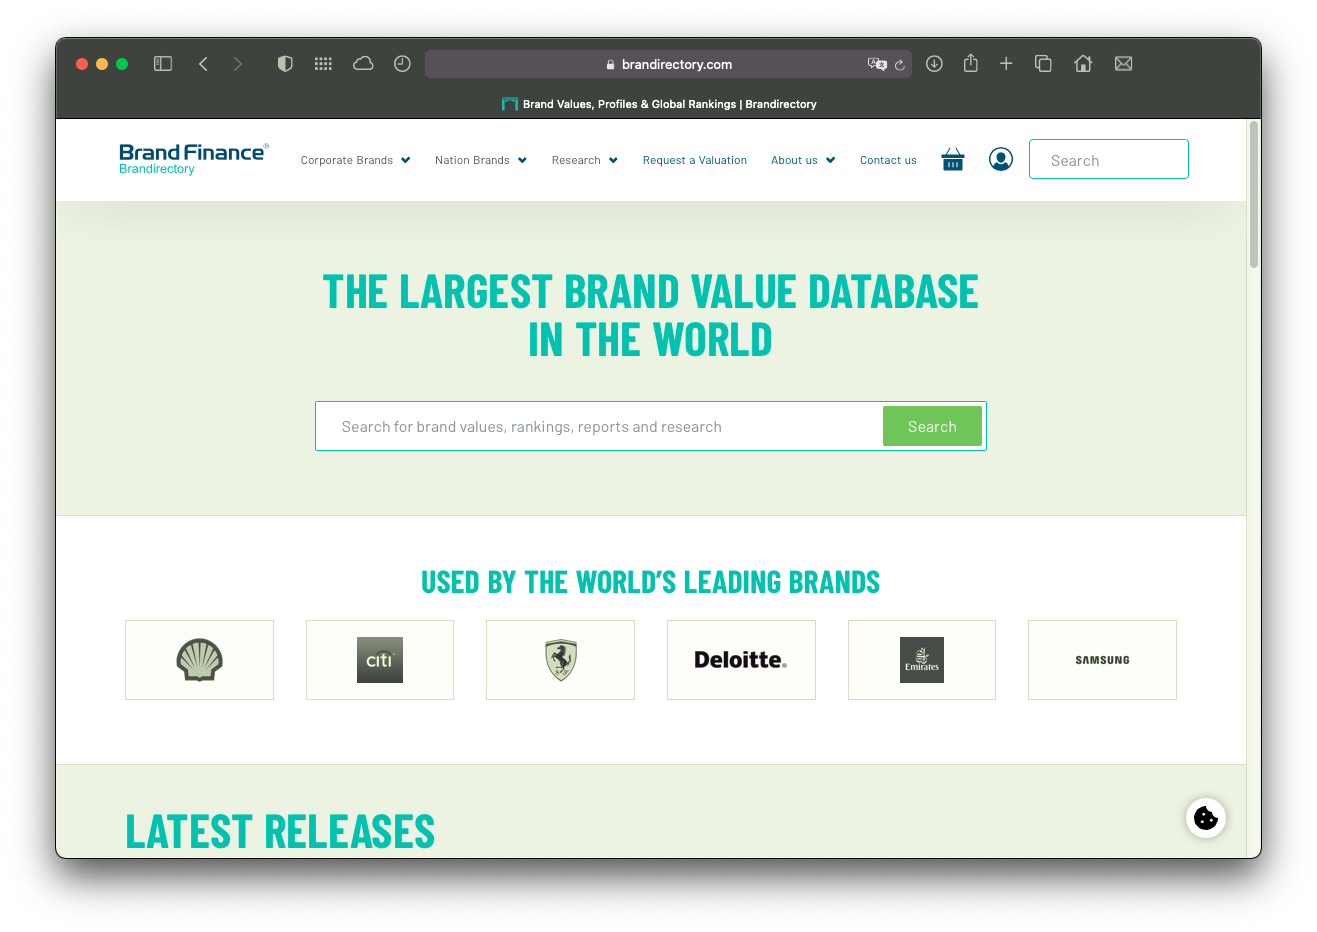 brandirectory.com
Brand Values, Profiles & Global Rankings | Brandirectory
Brand Finance®
Brandirectory
Corporate Brands
Nation Brands
Research
Request a Valuation
About us
Contact us
Search
THE LARGEST BRAND VALUE DATABASE
IN THE WORLD
Search for brand values, rankings, reports and research
Search
USED BY THE WORLD'S LEADING BRANDS
citi
S F
Deloitte.
Emirates
SAMSUNG
LATEST RELEASES